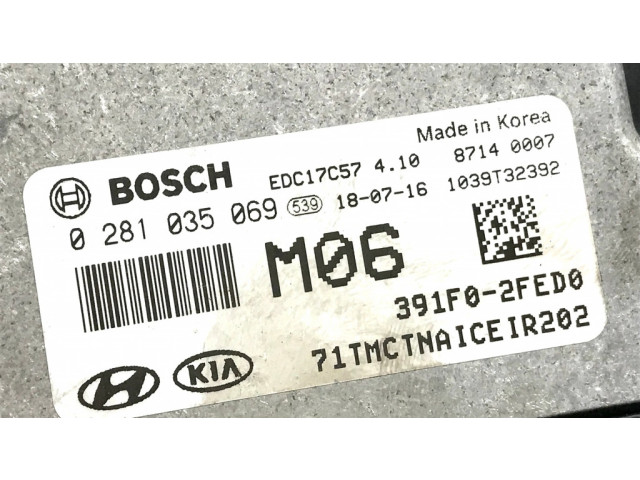 Made in Korea
BOSCH EDC17C57 4.10 8714 0007
0 281 035 069 539 18-07-16 1039T32392
M06
391F0-2FED0
71TMCTNAICEIR202
KIA